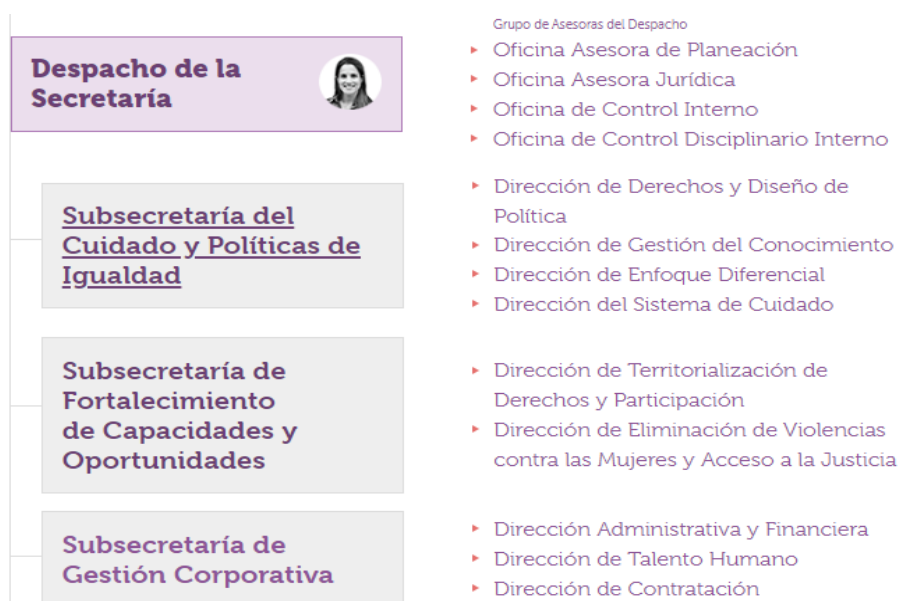 Grupo de Asesoras del Despacho
Despacho de la
Secretaría
Oficina Asesora de Planeación
Oficina Asesora Jurídica
Oficina de Control Interno
Oficina de Control Disciplinario Interno
Subsecretaría del
Cuidado y Políticas de
Igualdad
Dirección de Derechos y Diseño de
Política
Dirección de Gestión del Conocimiento
Dirección de Enfoque Diferencial
Dirección del Sistema de Cuidado
Subsecretaría de
Fortalecimiento
de Capacidades y
Oportunidades
Dirección de Territorialización de
Derechos y Participación
Dirección de Eliminación de Violencias
contra las Mujeres y Acceso a la Justicia
Subsecretaría de
Gestión Corporativa
Dirección Administrativa y Financiera
Dirección de Talento Humano
Dirección de Contratación